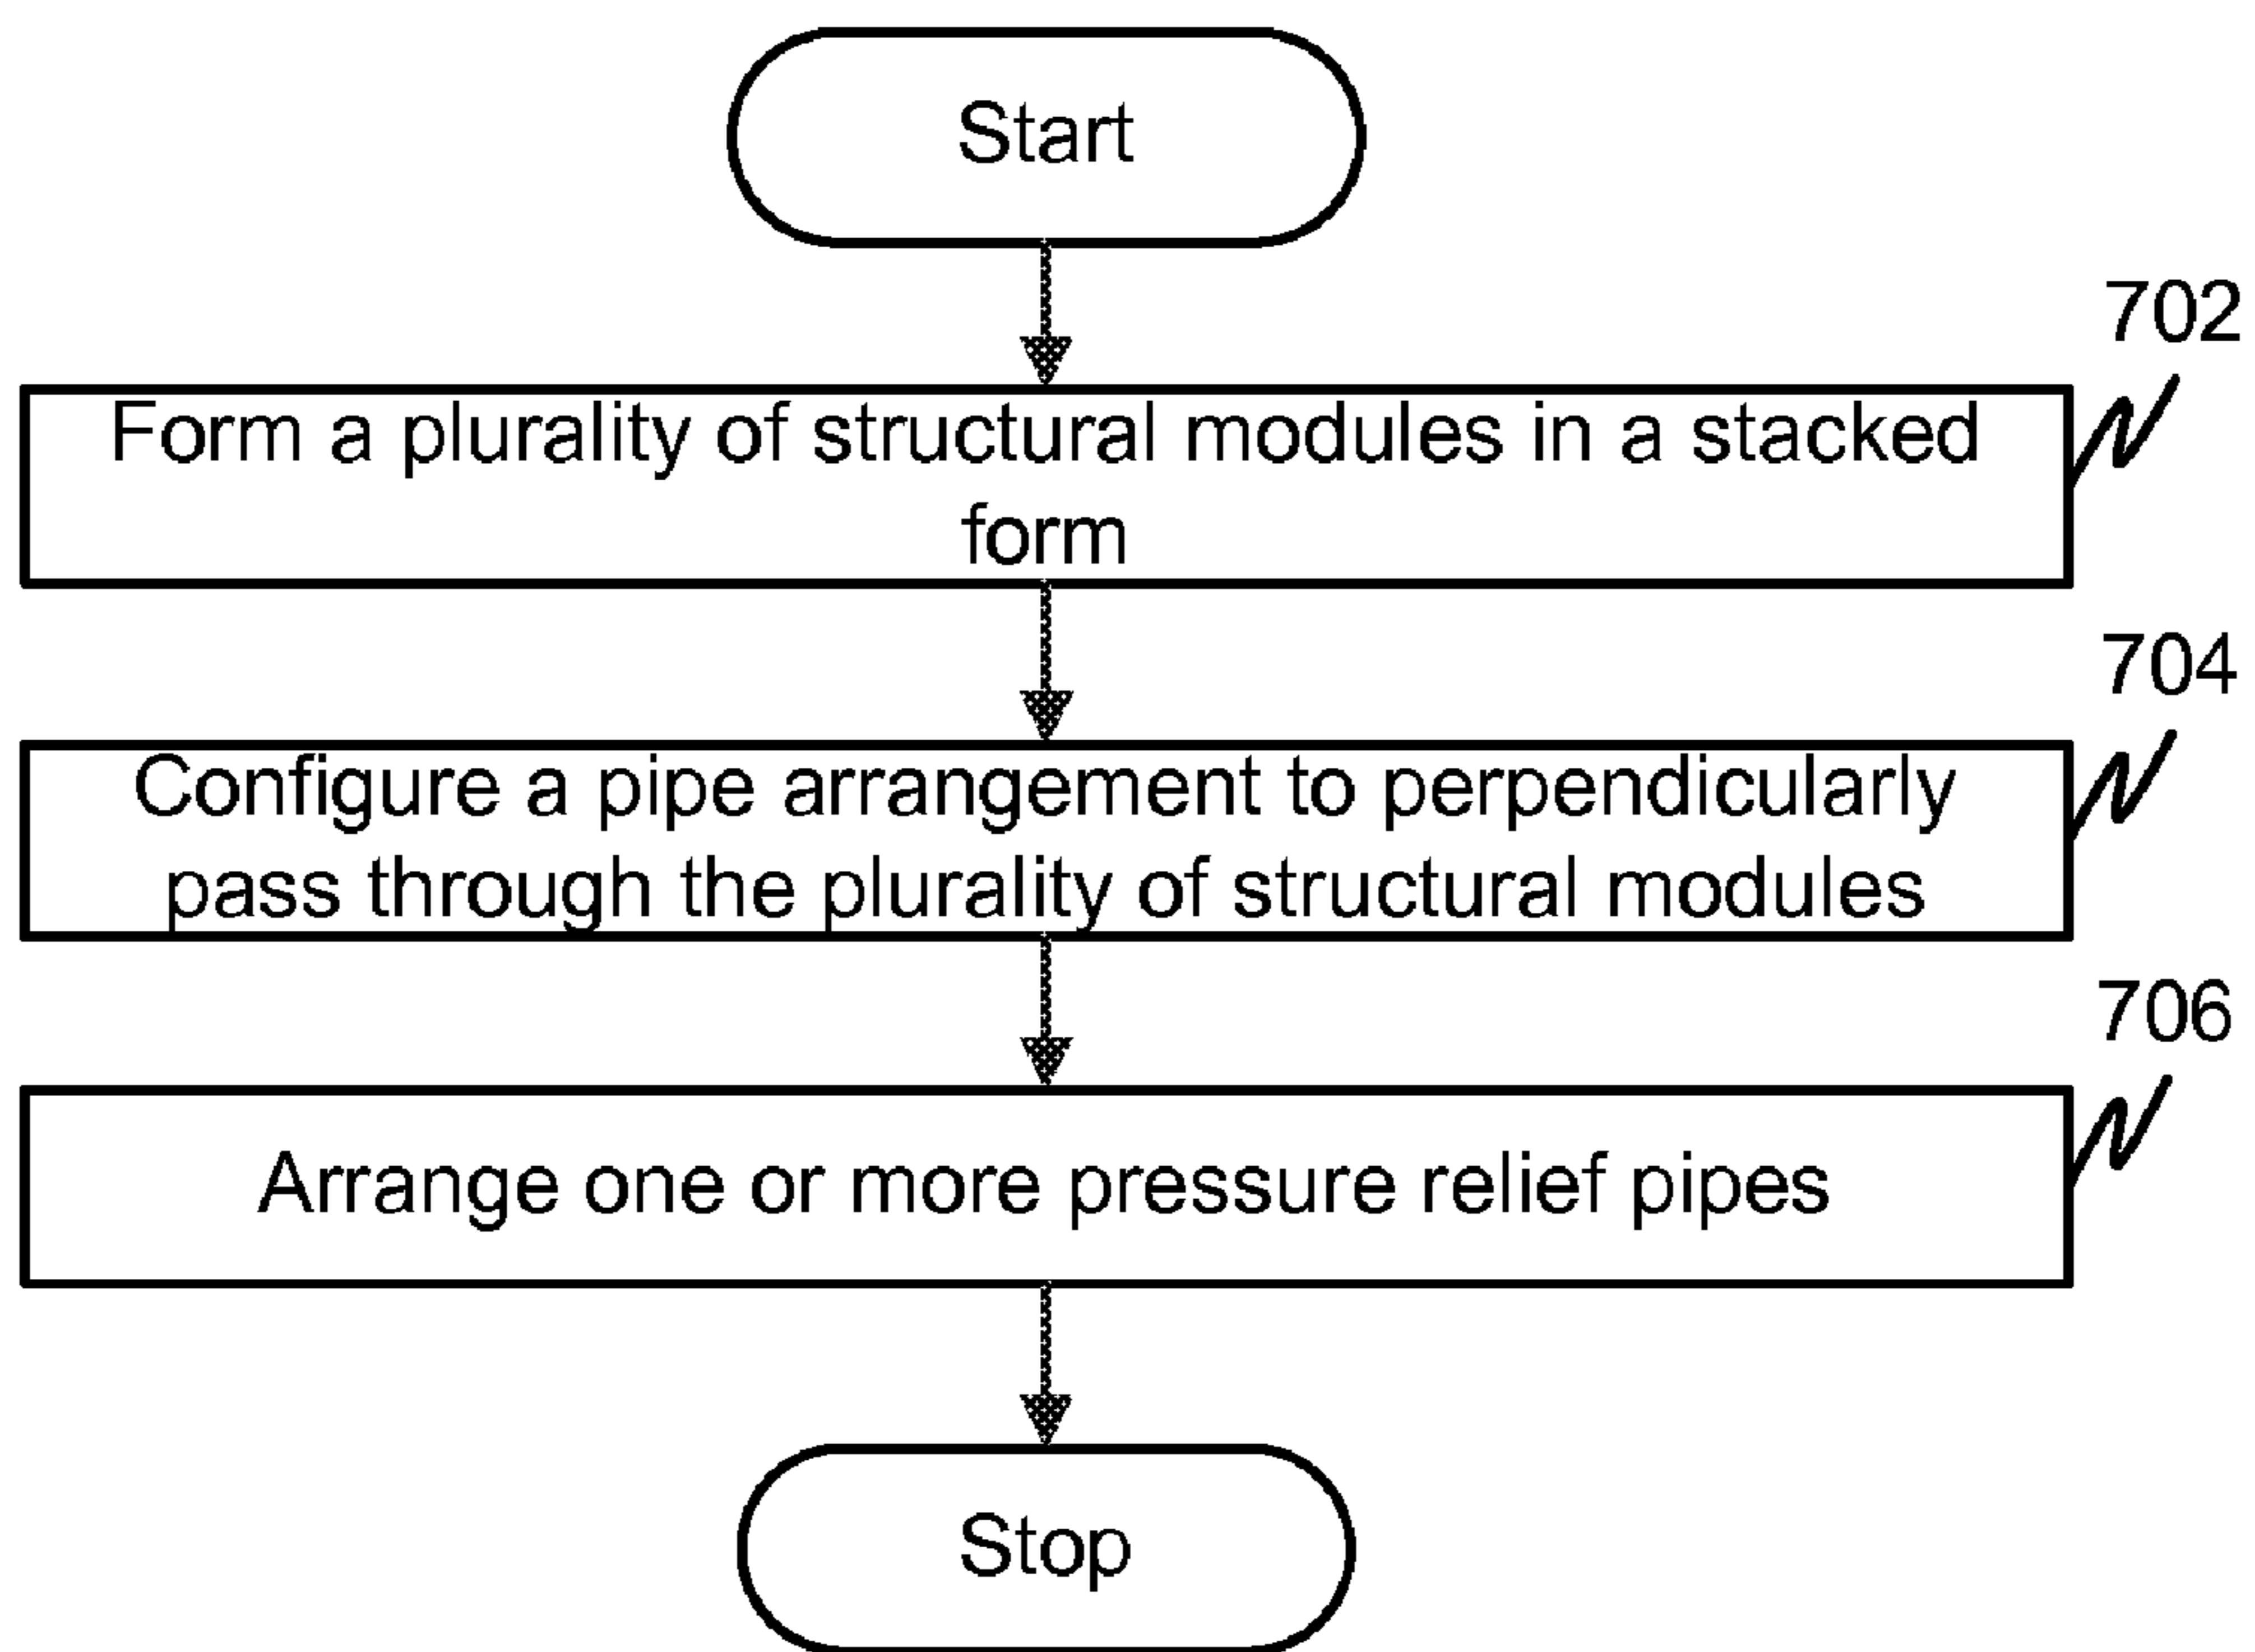 Start
702
Form a plurality of structural modules in a stacked
form
704
Configure a pipe arrangement to perpendicularly
pass through the plurality of structural modules
706
Arrange one or more pressure relief pipes
Stop